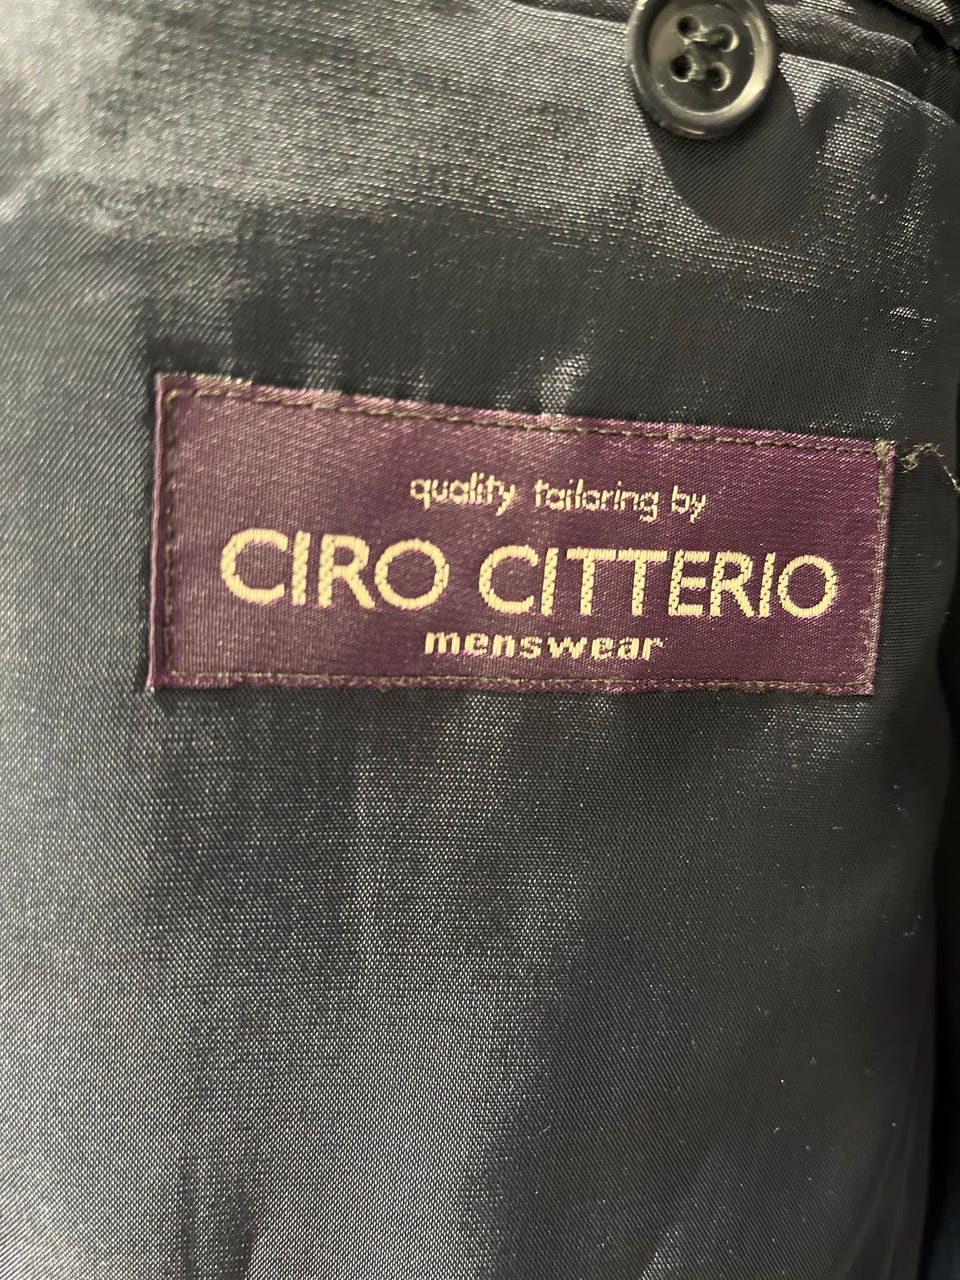 quality tailoring by
CIRO CITTERIO
menswear